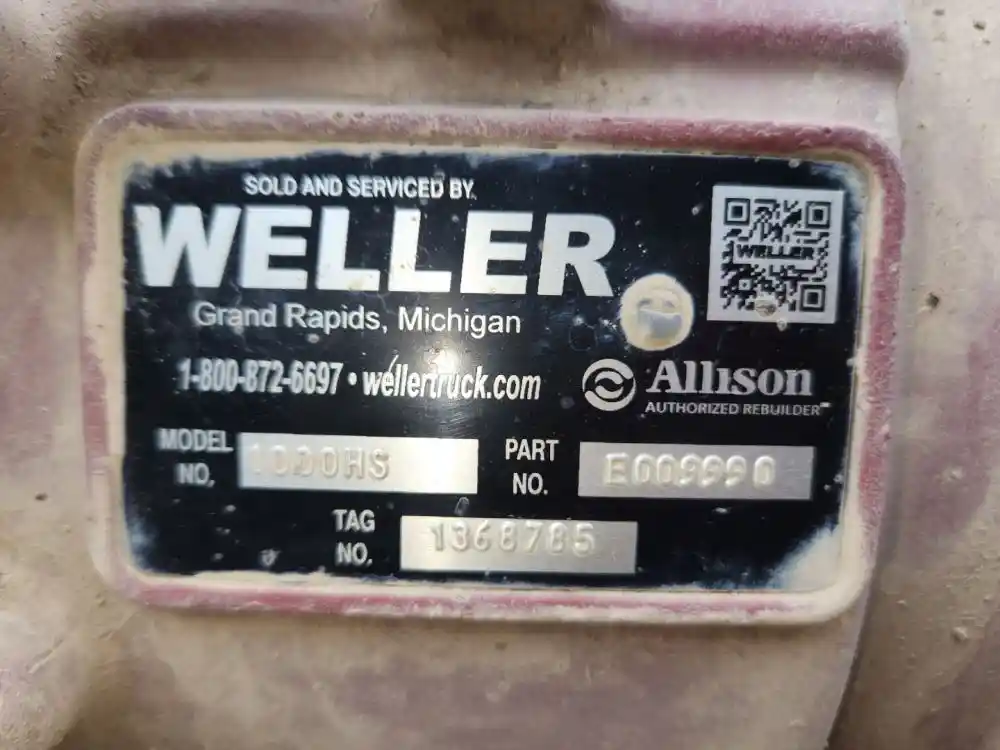 SOLD AND SERVICED BY
WELLER
WELLER
Grand Rapids, Michigan
1-800-872-6697 • wellertruck.com
Allison
AUTHORIZED REBUILDER
MODEL NO. 1000HS
PART NO. E009990
TAG NO. 1368785